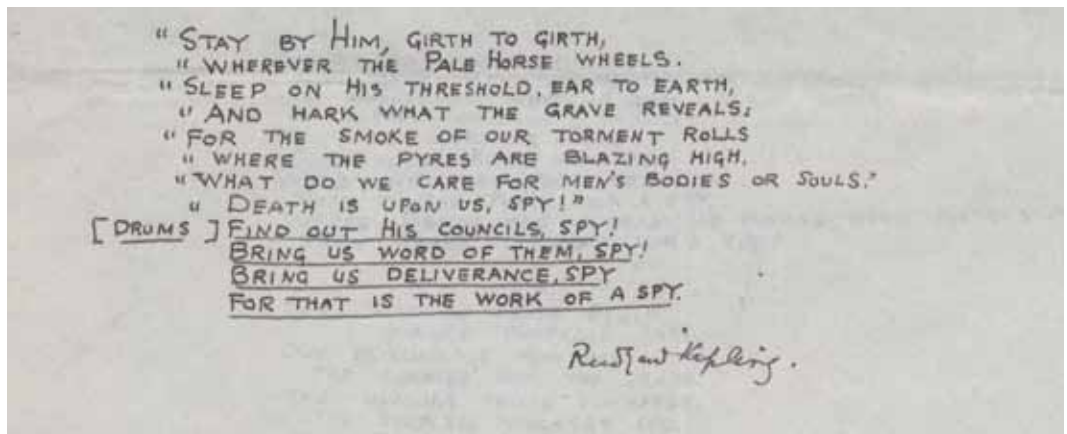 " STAY BY HIM, GIRTH TO GIRTH,
" WHEREVER THE PALE HORSE WHEELS.
" SLEEP ON HIS THRESHOLD, EAR TO EARTH,
" AND HARK WHAT THE GRAVE REVEALS:
" FOR THE SMOKE OF OUR TORMENT ROLLS
" WHERE THE PYRES ARE BLAZING HIGH.
" WHAT DO WE CARE FOR MEN'S BODIES OR SOULS."
" DEATH IS UPON US, SPY!"
[DRUMS] FIND OUT HIS COUNCILS, SPY!
BRING US WORD OF THEM, SPY!
BRING US DELIVERANCE, SPY
FOR THAT IS THE WORK OF A SPY.
Rudyard Kipling.